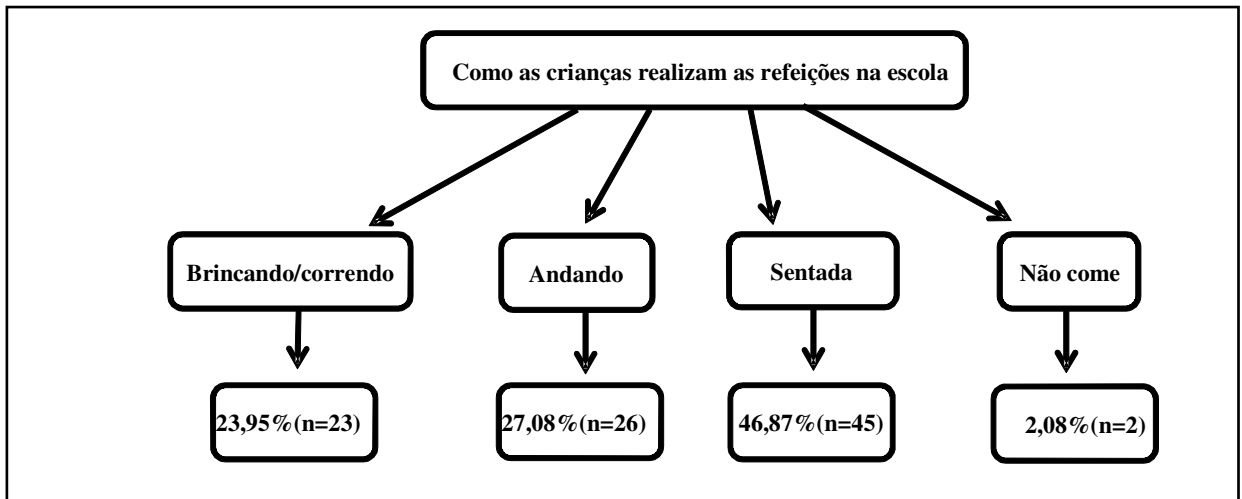 Como as crianças realizam as refeições na escola
Brincando/correndo
Andando
Sentada
Não come
23,95%(n=23)
27,08%(n=26)
46,87%(n=45)
2,08%(n=2)